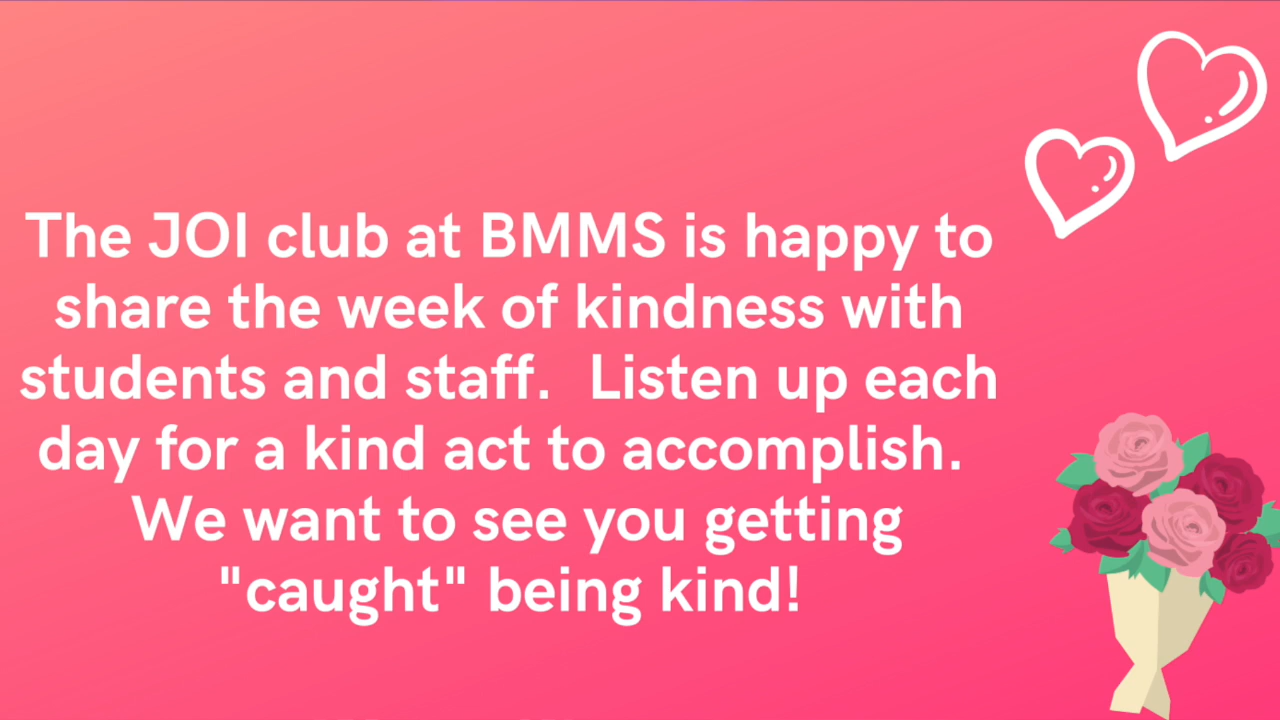 The JOI club at BMMS is happy to
share the week of kindness with
students and staff.  Listen up each
day for a kind act to accomplish.
We want to see you getting
"caught" being kind!